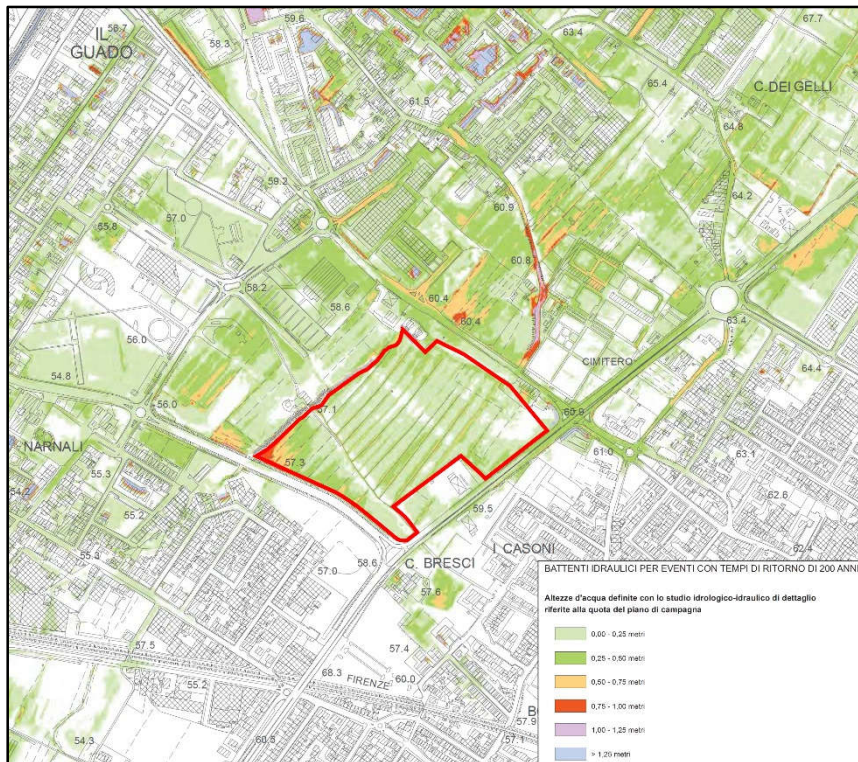 56.7
59.6
IL
GUADO
58.3
63.4
67.7
61.5
65.4
C. DEI GELLI
64.8
59.2
64.2
65.8
57.0
60.9
60.8
58.2
58.6
60.4
60.4
56.0
63.4
CIMITERO
64.4
54.8
56.0
57.1
60.9
NARNALI
57.3
61.0
63.1
55.3
54.2
55.2
62.6
59.5
55.3
I CASONI
62.4
58.6
C. BRESCI
57.0
57.6
57.5
57.4
FIRENZE
60.0
68.3
55.2
57.9
54.3
60.5
57.1
BATTENTI IDRAULICI PER EVENTI CON TEMPI DI RITORNO DI 200 ANNI
Altezze d'acqua definite con lo studio idrologico-idraulico di dettaglio
riferite alla quota del piano di campagna
0,00 - 0,25 metri
0,25 - 0,50 metri
0,50 - 0,75 metri
0,75 - 1,00 metri
1,00 - 1,25 metri
> 1,25 metri